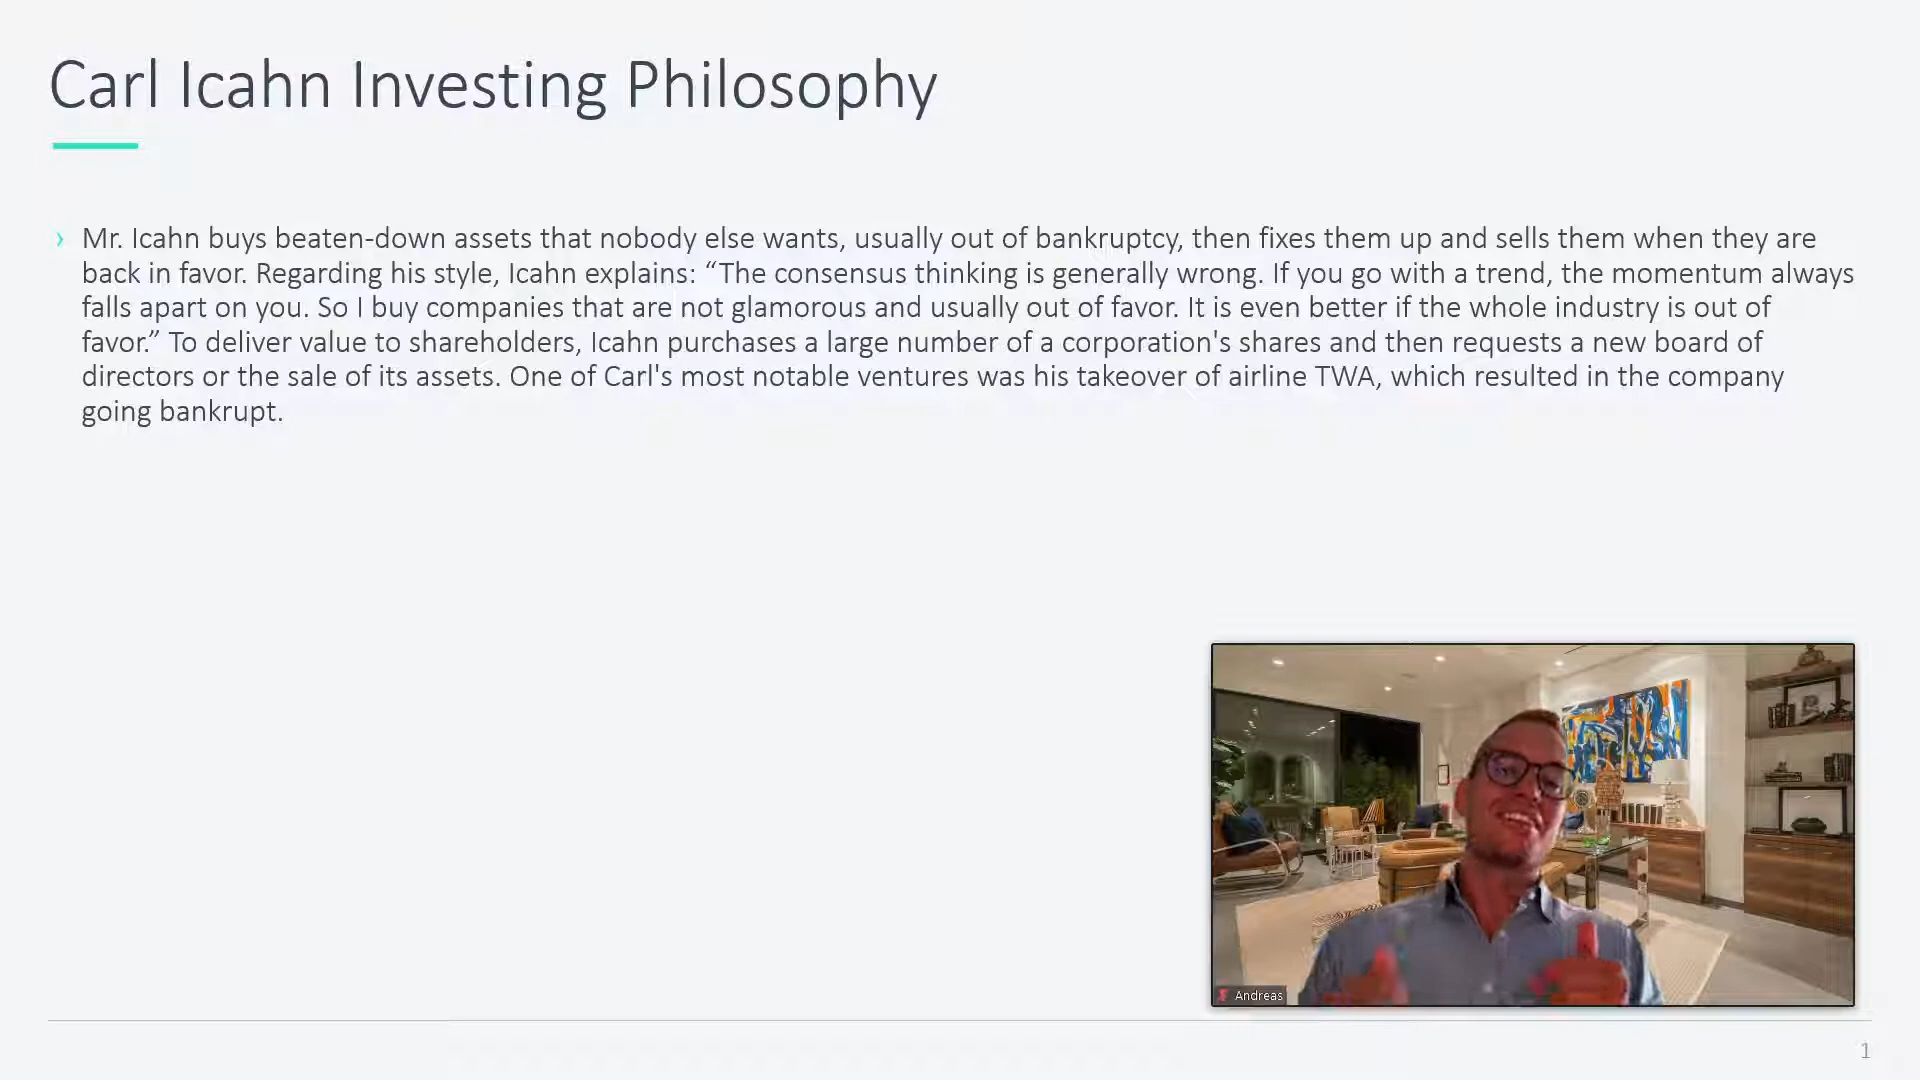 Carl Icahn Investing Philosophy
› Mr. Icahn buys beaten-down assets that nobody else wants, usually out of bankruptcy, then fixes them up and sells them when they are
back in favor. Regarding his style, Icahn explains: “The consensus thinking is generally wrong. If you go with a trend, the momentum always
falls apart on you. So I buy companies that are not glamorous and usually out of favor. It is even better if the whole industry is out of
favor.” To deliver value to shareholders, Icahn purchases a large number of a corporation's shares and then requests a new board of
directors or the sale of its assets. One of Carl's most notable ventures was his takeover of airline TWA, which resulted in the company
going bankrupt.
Andreas
1